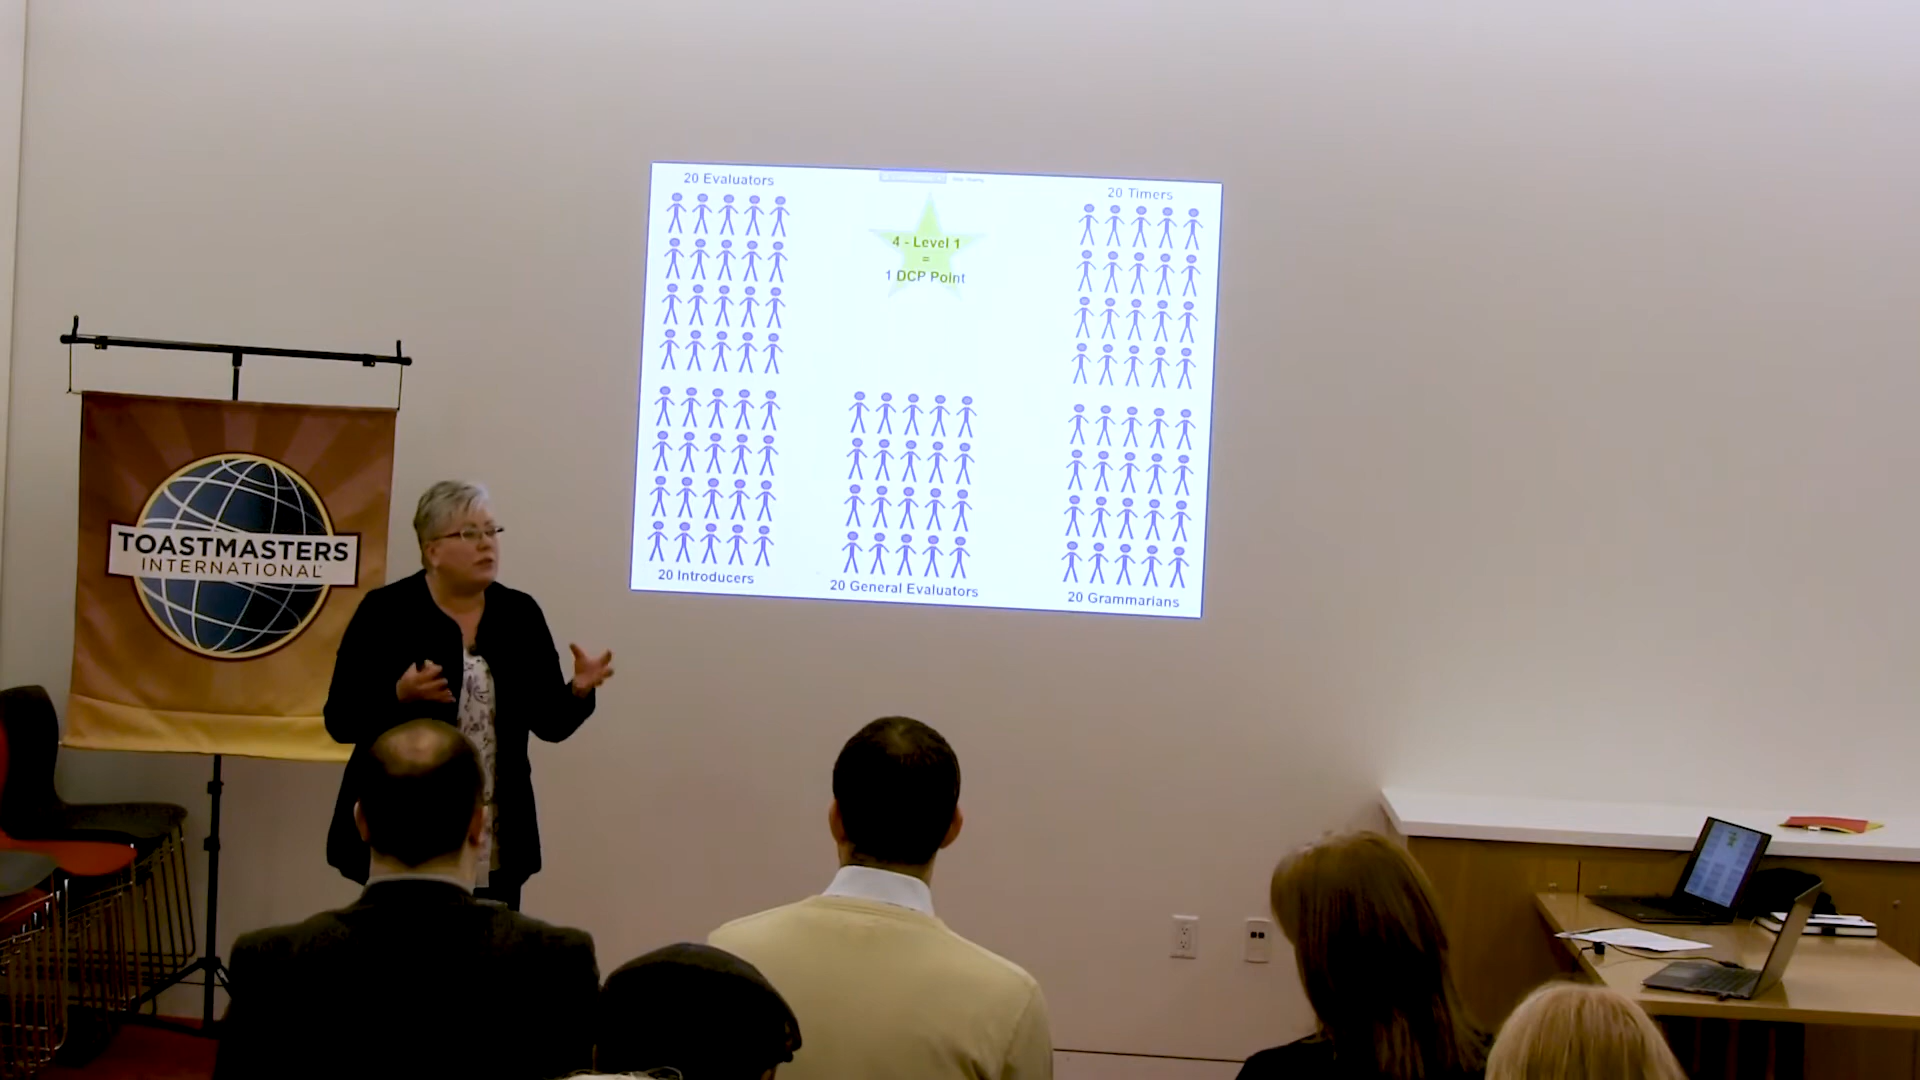 20 Evaluators
20 Timers
4 - Level 1
=
1 DCP Point
TOASTMASTERS
INTERNATIONAL
20 Introducers
20 General Evaluators
20 Grammarians